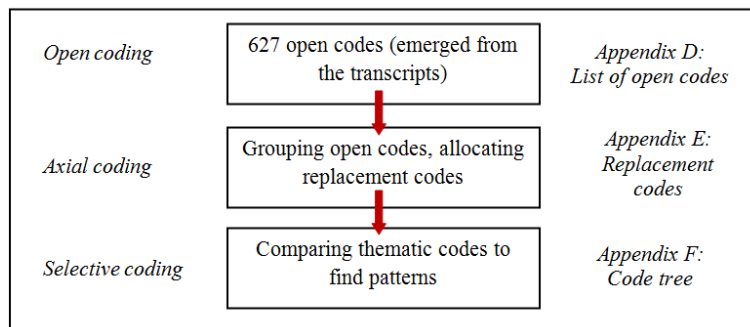 Open coding
627 open codes (emerged from
the transcripts)
Appendix D:
List of open codes
Axial coding
Grouping open codes, allocating
replacement codes
Appendix E:
Replacement
codes
Selective coding
Comparing thematic codes to
find patterns
Appendix F:
Code tree